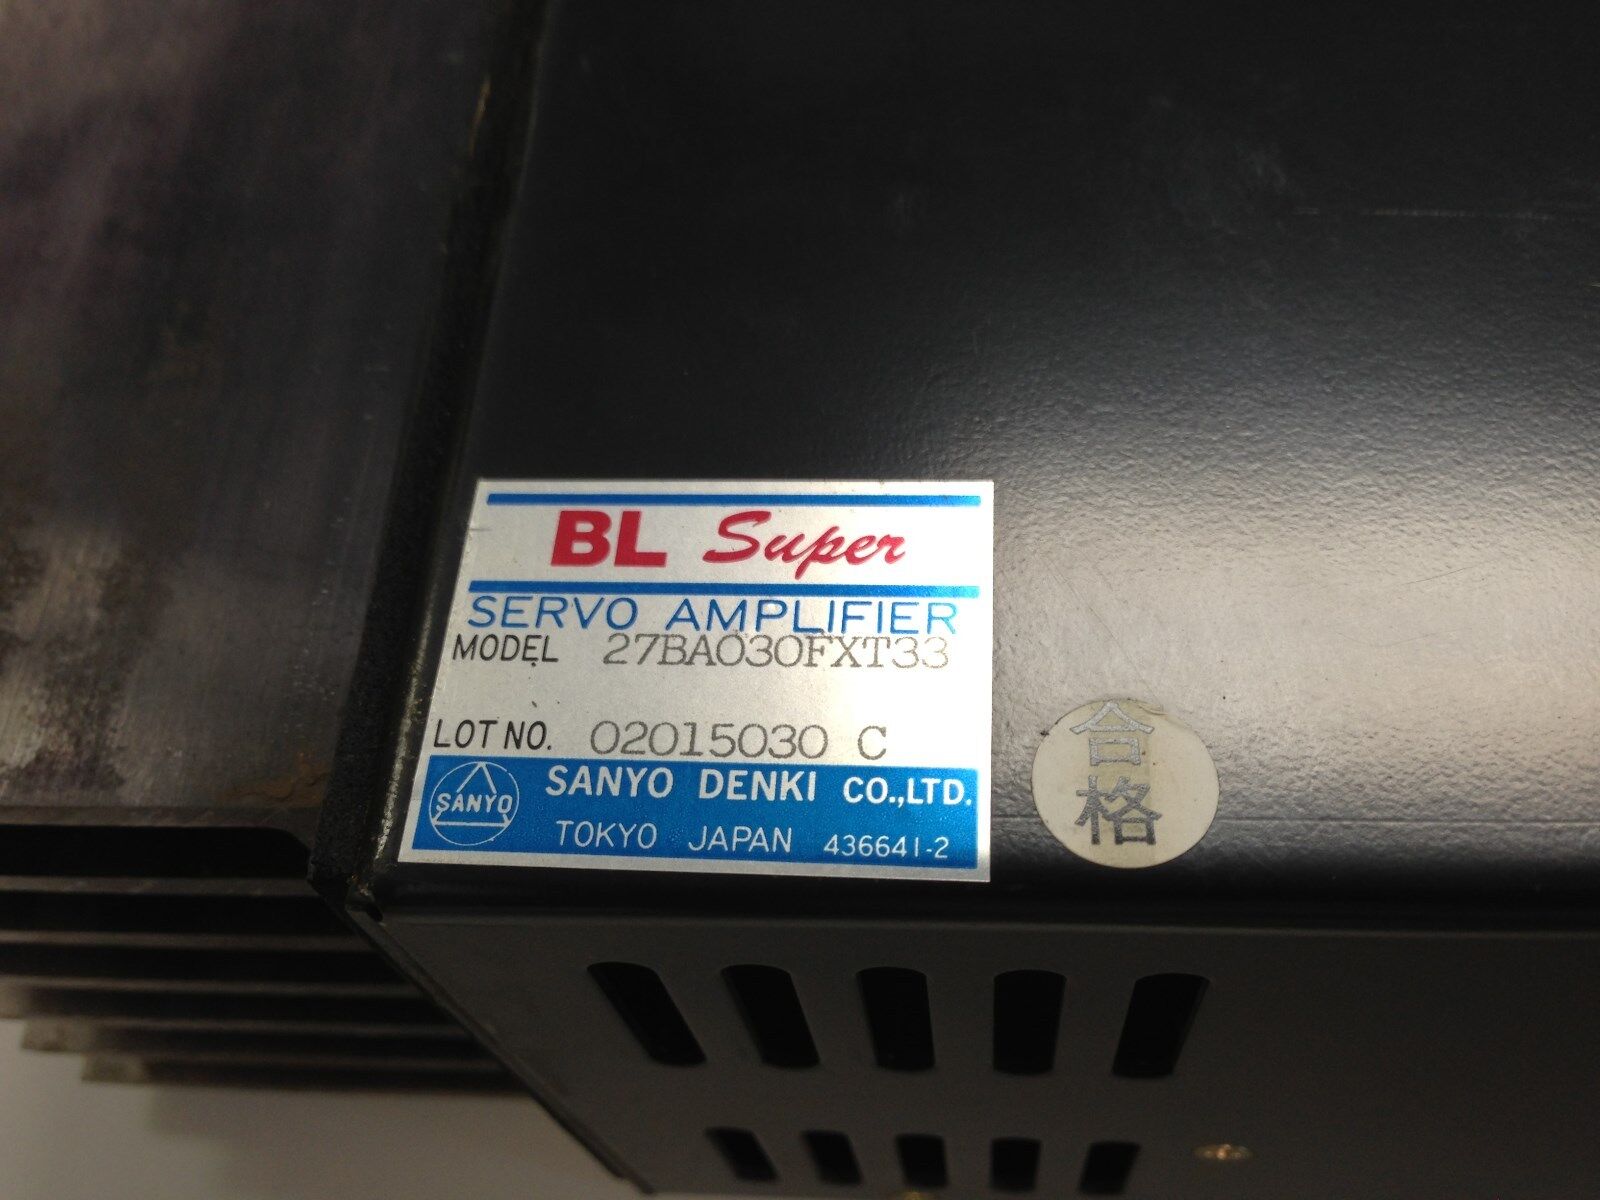 BL Super
SERVO AMPLIFIER
MODEL 27BA030FXT33
LOT NO. 02015030 C
SANYO
SANYO DENKI CO.,LTD.
TOKYO JAPAN 436641-2
合格